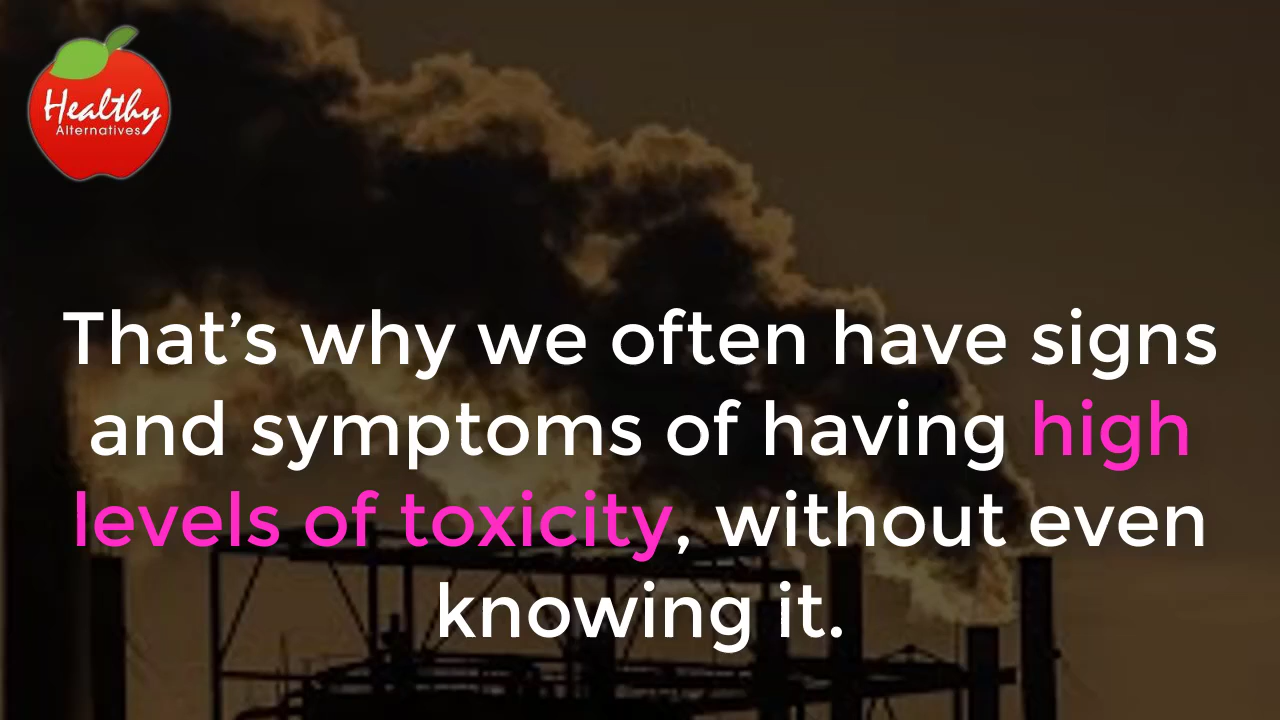 Healthy
Alternatives
That’s why we often have signs
and symptoms of having high
levels of toxicity, without even
knowing it.